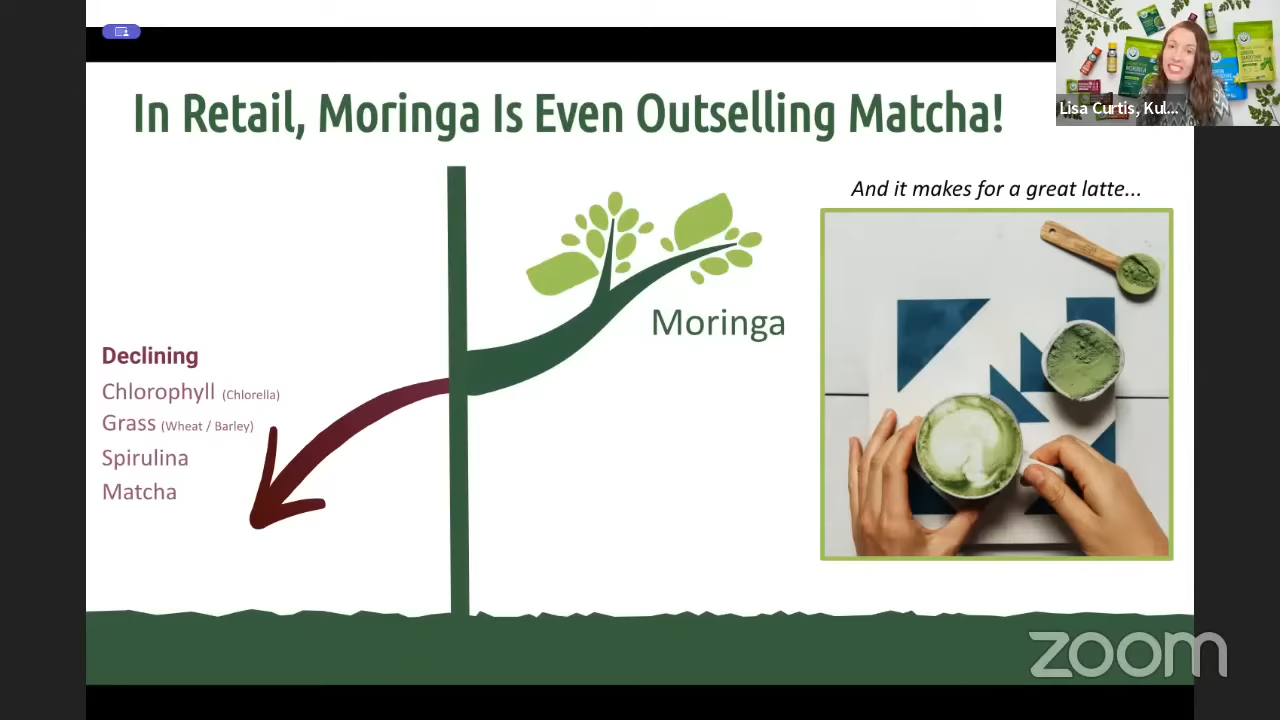 In Retail, Moringa Is Even Outselling Matcha!
Lisa Curtis, Kul...
And it makes for a great latte...
Moringa
Declining
Chlorophyll (Chlorella)
Grass (Wheat / Barley)
Spirulina
Matcha
zoom